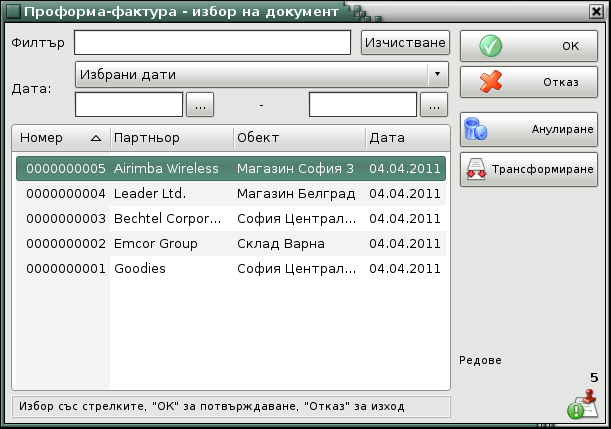 Проформа-фактура - избор на документ
Филтър
Изчистване
OK
Избрани дати
Отказ
Дата:
... - ...
Анулиране
Номер Партньор Обект Дата
0000000005 Airimba Wireless Магазин София 3 04.04.2011
Трансформиране
0000000004 Leader Ltd. Магазин Белград 04.04.2011
0000000003 Bechtel Corpor... София Централ... 04.04.2011
0000000002 Emcor Group Склад Варна 04.04.2011
0000000001 Goodies София Централ... 04.04.2011
Редове
5
Избор със стрелките, "ОК" за потвърждаване, "Отказ" за изход